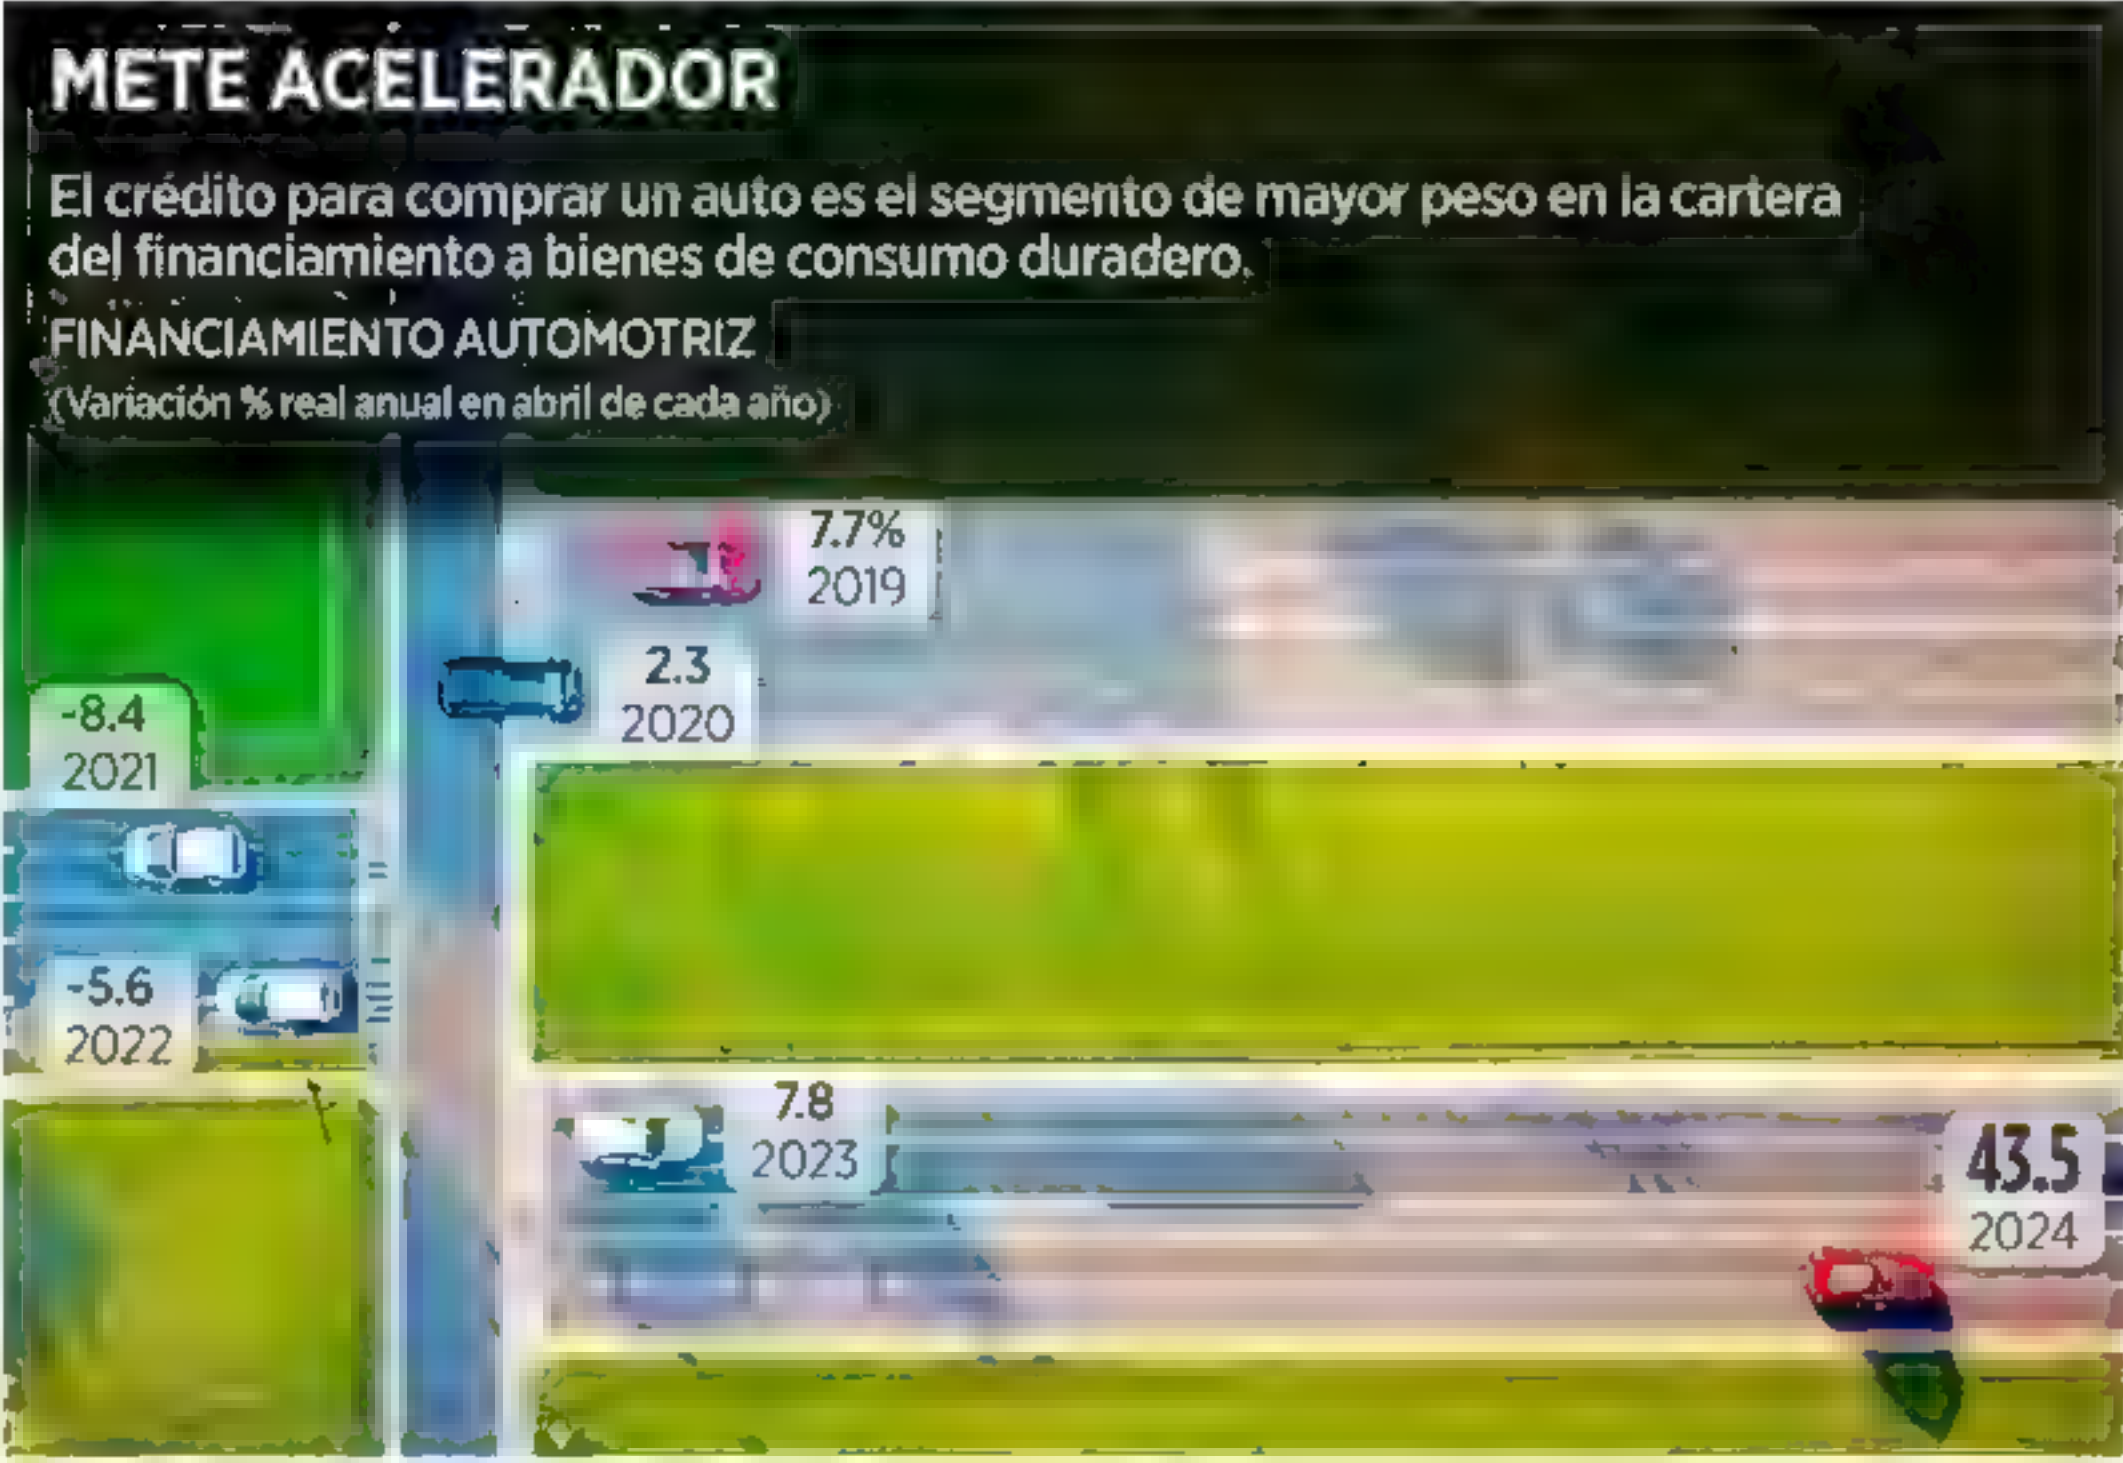 METE ACELERADOR
El crédito para comprar un auto es el segmento de mayor peso en la cartera
del financiamiento a bienes de consumo duradero.
FINANCIAMIENTO AUTOMOTRIZ
(Variación % real anual en abril de cada año)
7.7%
2019
2.3
2020
-8.4
2021
-5.6
2022
7.8
2023
43.5
2024